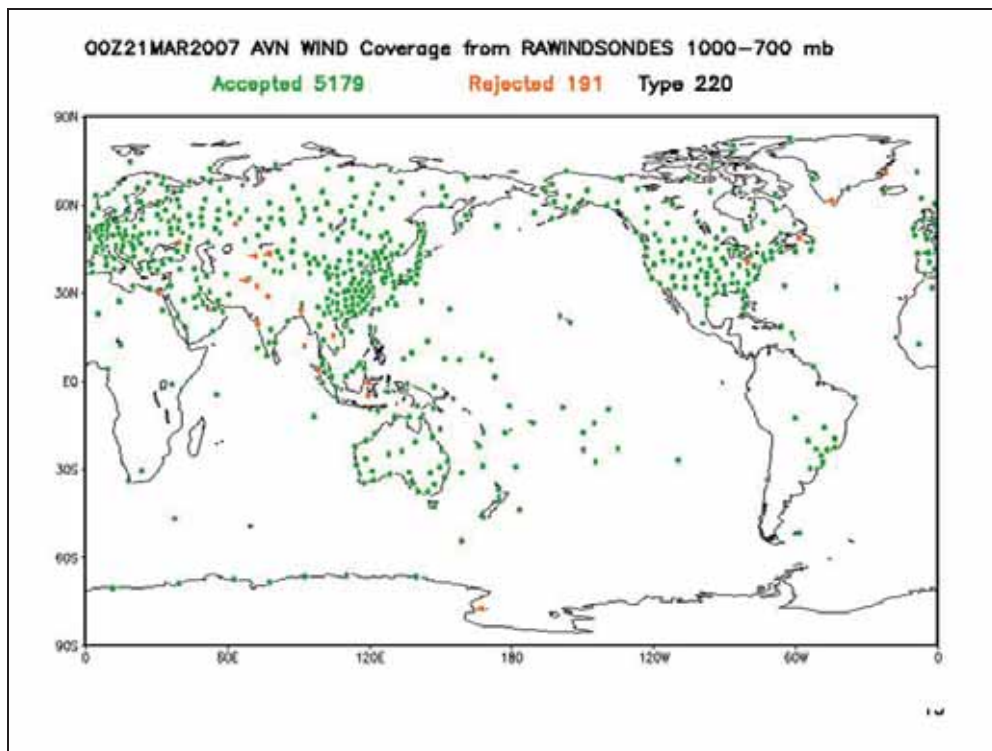 00Z21MAR2007 AVN WIND Coverage from RAWINDSONDES 1000-700 mb
Accepted 5179 Rejected 191 Type 220
90N
60N
30N
EQ
30S
60S
90S
0 60E 120E 180 120W 60W 0